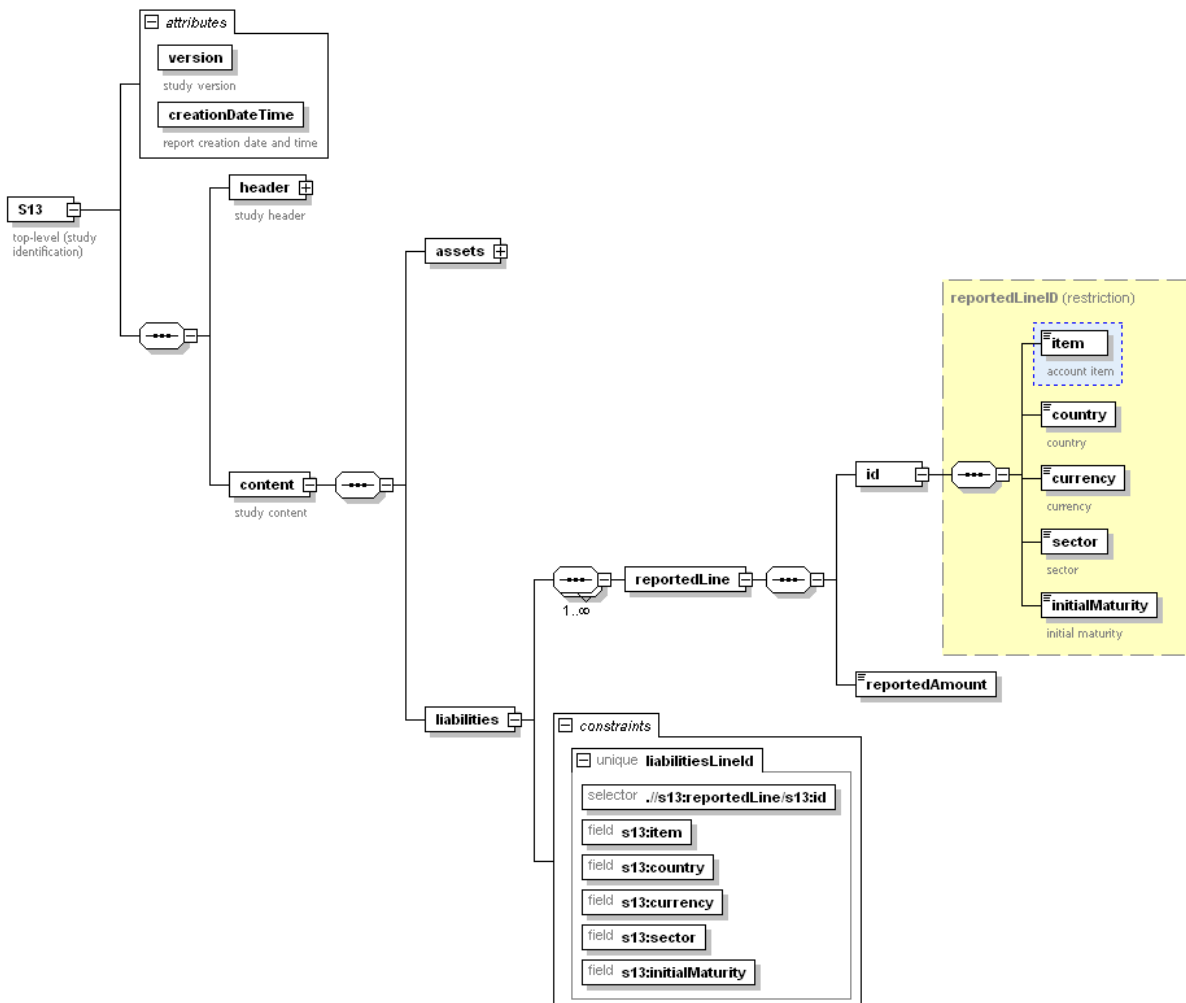 attributes
version
study version
creationDateTime
report creation date and time
header
study header
S13
top-level (study
identification)
assets
reportedLineID (restriction)
item
account item
country
country
id
currency
currency
content
study content
sector
sector
reportedLine
1..∞
initialMaturity
initial maturity
reportedAmount
liabilities
constraints
unique liabilitiesLineId
selector .//s13:reportedLine/s13:id
field s13:item
field s13:country
field s13:currency
field s13:sector
field s13:initialMaturity